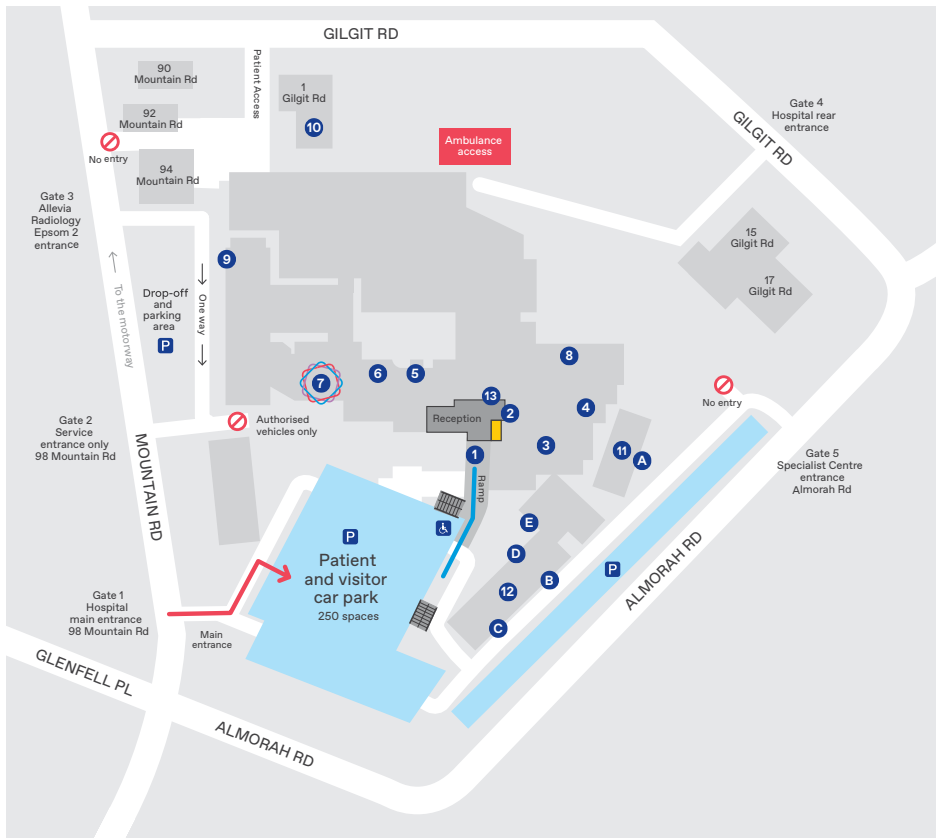 GILGIT RD
90
Mountain Rd
Patient Access
1
Gilgit Rd
10
92
Mountain Rd
No entry
94
Mountain Rd
Ambulance
access
Gate 4
Hospital rear
entrance
GILGIT RD
Gate 3
Allevia
Radiology
Epsom 2
entrance
9
15
Gilgit Rd
17
Gilgit Rd
To the motorway
Drop-off
and
parking
area
P
One way
7
6
5
8
13
2
4
Reception
No entry
Gate 2
Service
entrance only
98 Mountain Rd
MOUNTAIN RD
Authorised
vehicles only
1
3
11
A
Gate 5
Specialist Centre
entrance
Almorah Rd
Ramp
P
Patient
and visitor
car park
250 spaces
E
D
12
B
C
P
ALMORAH RD
Gate 1
Hospital
main entrance
98 Mountain Rd
Main
entrance
GLENFELL PL
ALMORAH RD